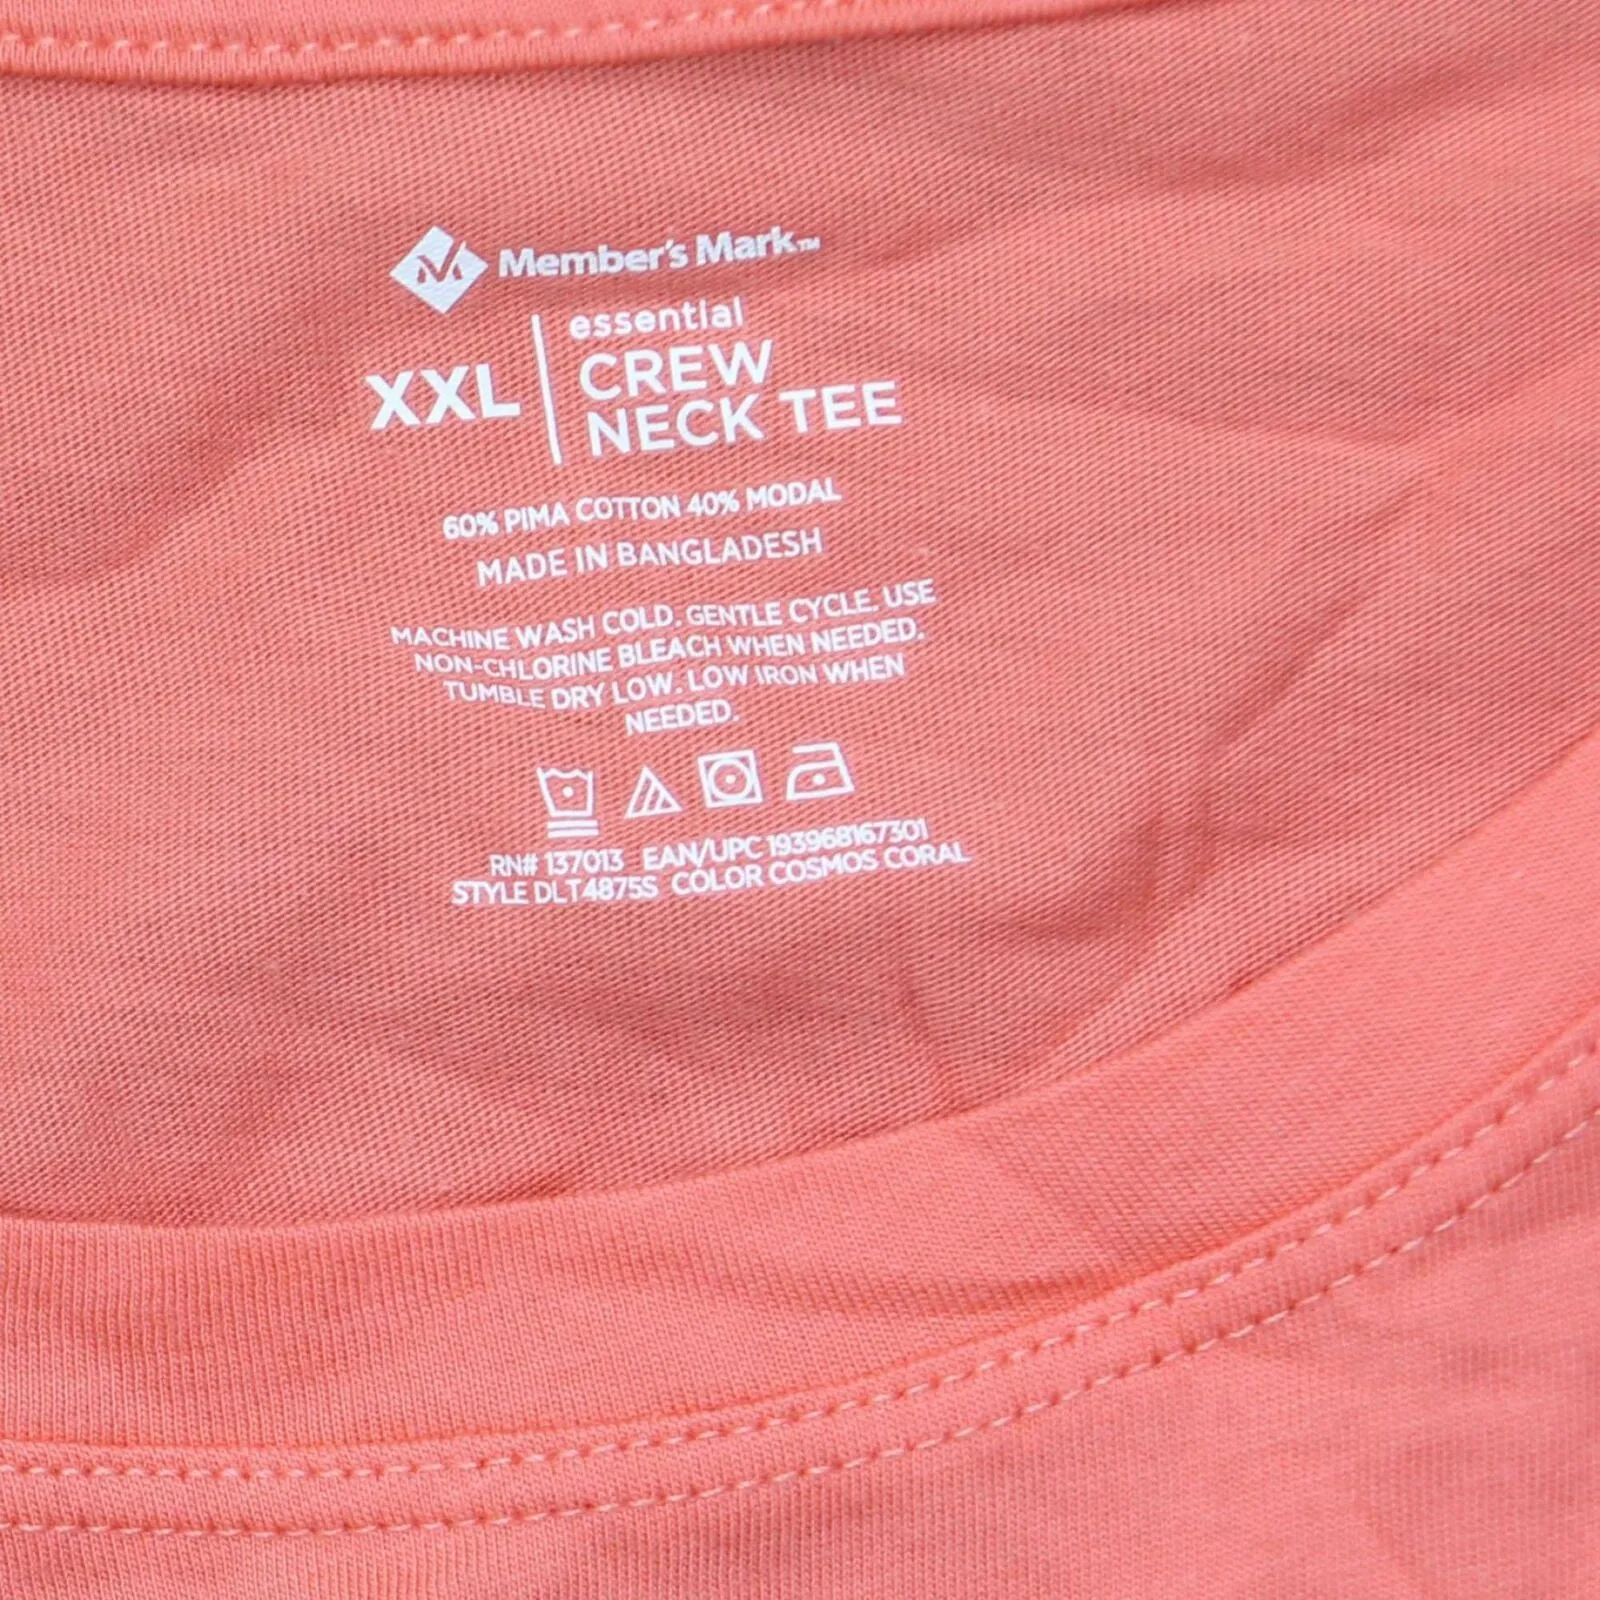 Member's Mark™
XXL
essential
CREW
NECK TEE
60% PIMA COTTON 40% MODAL
MADE IN BANGLADESH
MACHINE WASH COLD. GENTLE CYCLE. USE
NON-CHLORINE BLEACH WHEN NEEDED.
TUMBLE DRY LOW. LOW IRON WHEN
NEEDED.
RN# 137013 EAN/UPC 193968167301
STYLE DLT4875S COLOR COSMOS CORAL